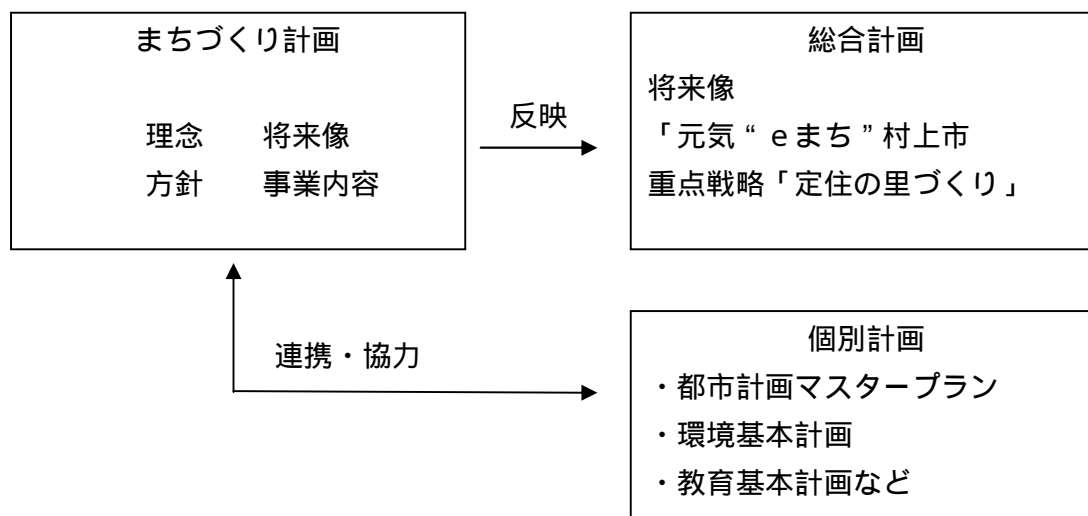 まちづくり計画
理念　　将来像
方針　　事業内容
反映
総合計画
将来像
「元気“ｅまち”村上市
重点戦略「定住の里づくり」
連携・協力
個別計画
・都市計画マスタープラン
・環境基本計画
・教育基本計画など